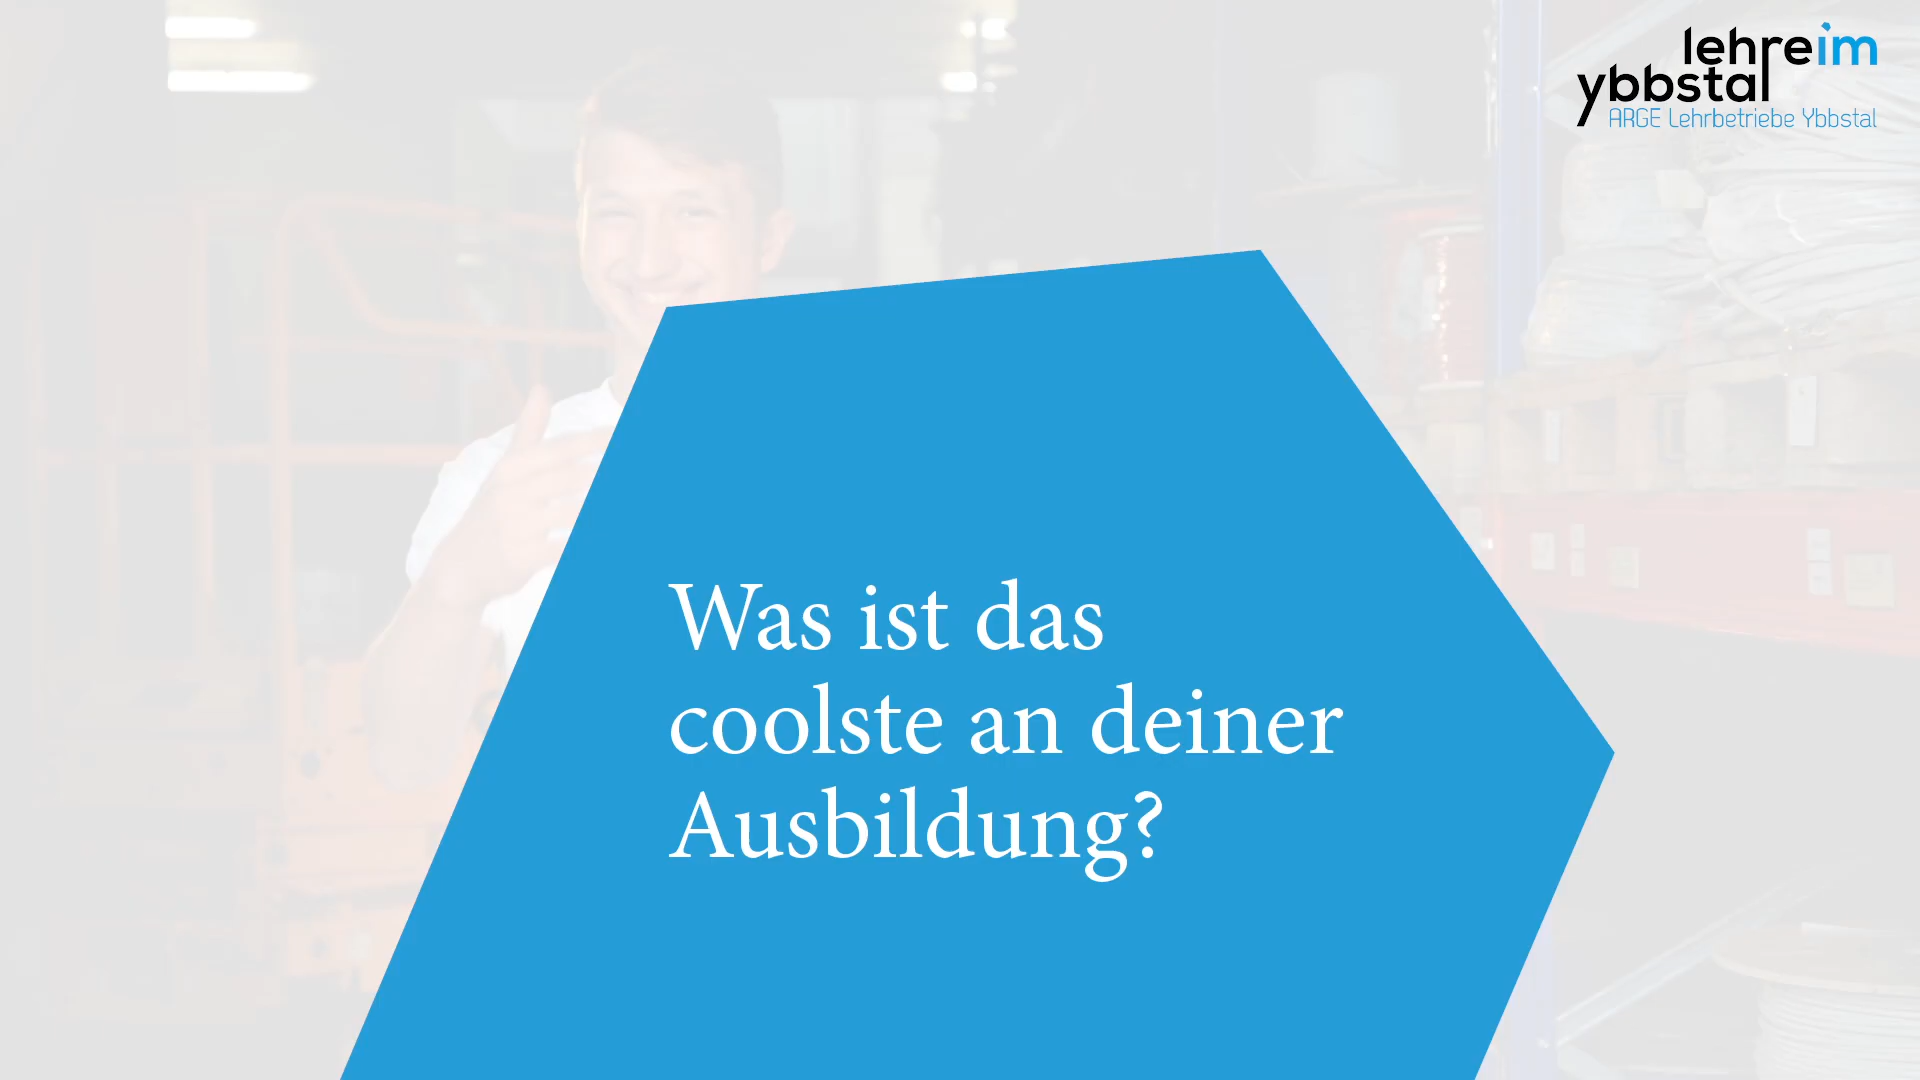 lehreim
ybbstal
ARGE Lehrbetriebe Ybbstal
Was ist das
coolste an deiner
Ausbildung?